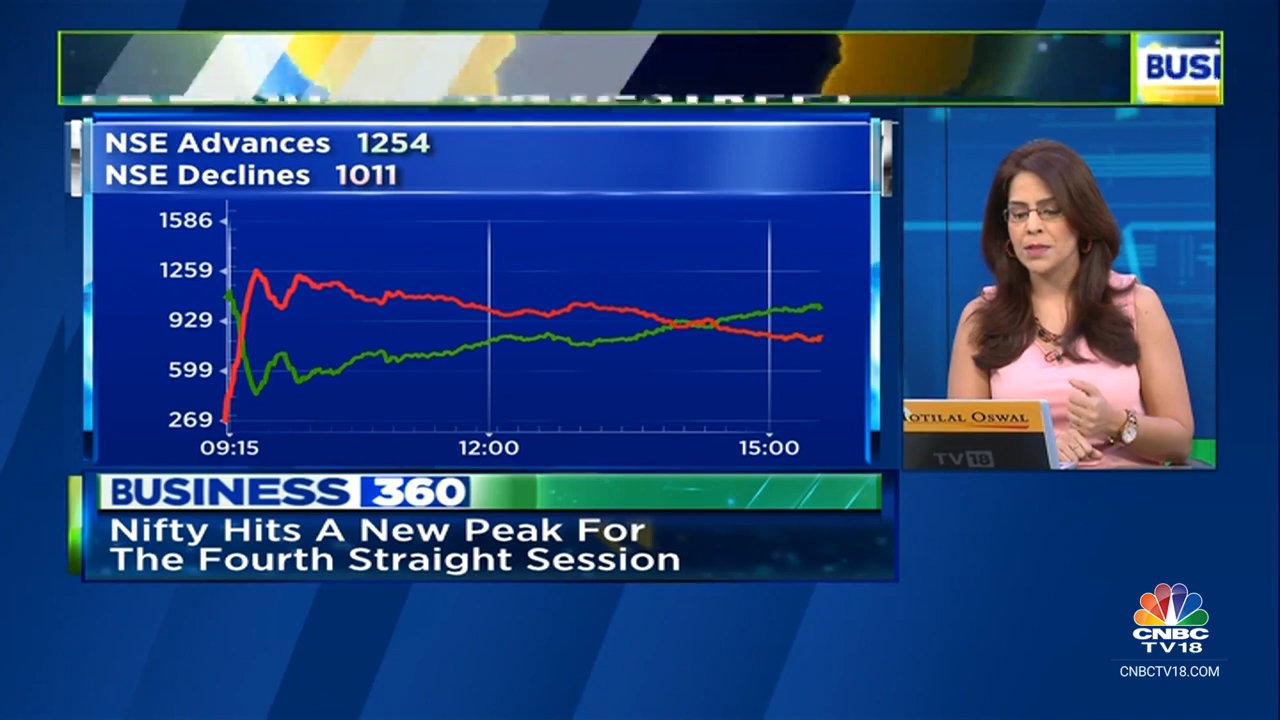 BUSI
NSE Advances 1254
NSE Declines 1011
1586
1259
929
599
269
09:15 12:00 15:00
OTILAL OSWAL
TV18
BUSINESS 360
Nifty Hits A New Peak For
The Fourth Straight Session
CNBC
TV18
CNBCTV18.COM